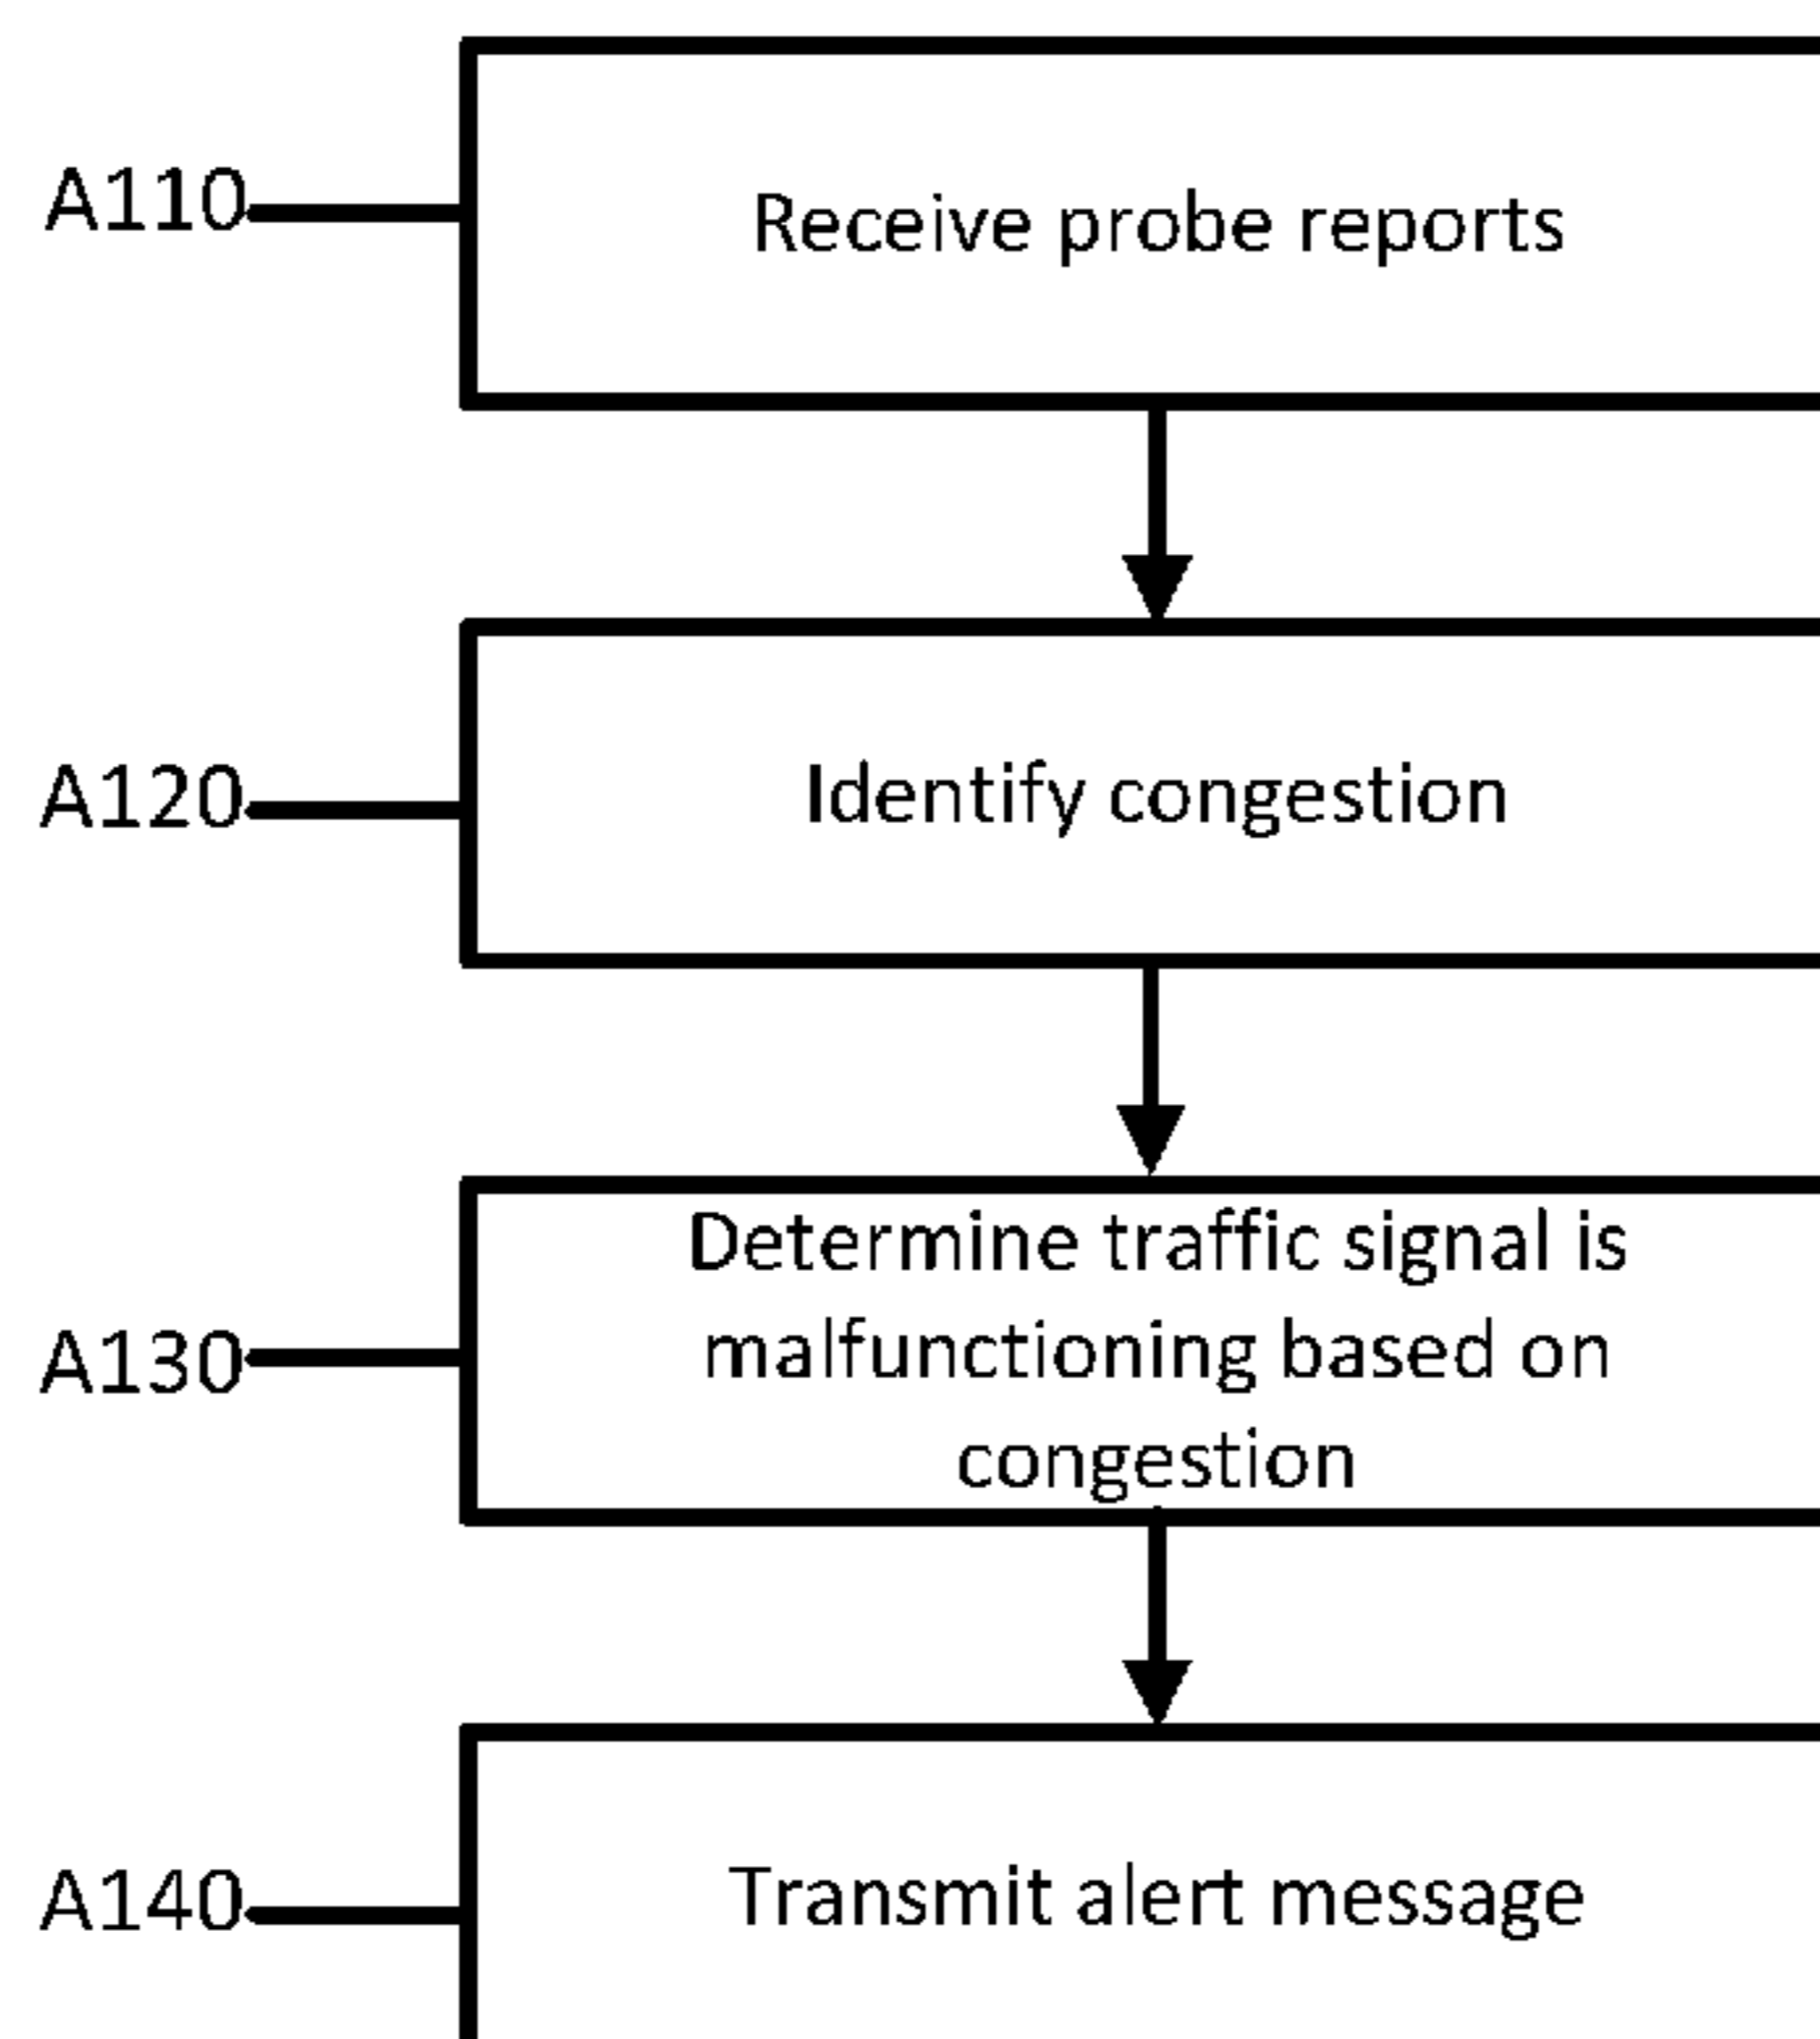 A110
Receive probe reports
A120
Identify congestion
A130
Determine traffic signal is
malfunctioning based on
congestion
A140
Transmit alert message